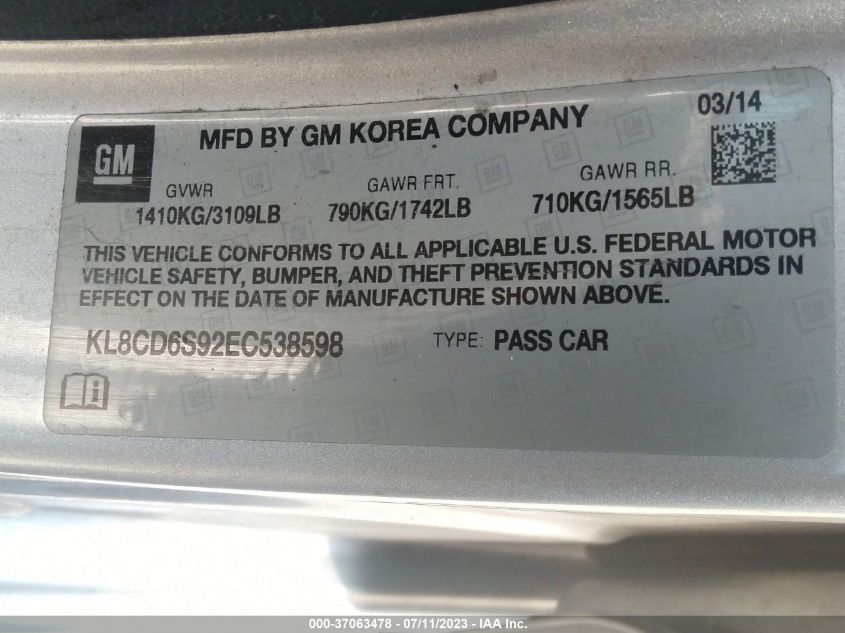 GM
MFD BY GM KOREA COMPANY
03/14
GVWR
GAWR FRT.
GAWR RR.
1410KG/3109LB
790KG/1742LB
710KG/1565LB
THIS VEHICLE CONFORMS TO ALL APPLICABLE U.S. FEDERAL MOTOR
VEHICLE SAFETY, BUMPER, AND THEFT PREVENTION STANDARDS IN
EFFECT ON THE DATE OF MANUFACTURE SHOWN ABOVE.
KL8CD6S92EC538598
TYPE: PASS CAR
000-37063478 - 07/11/2023 - IAAI.com